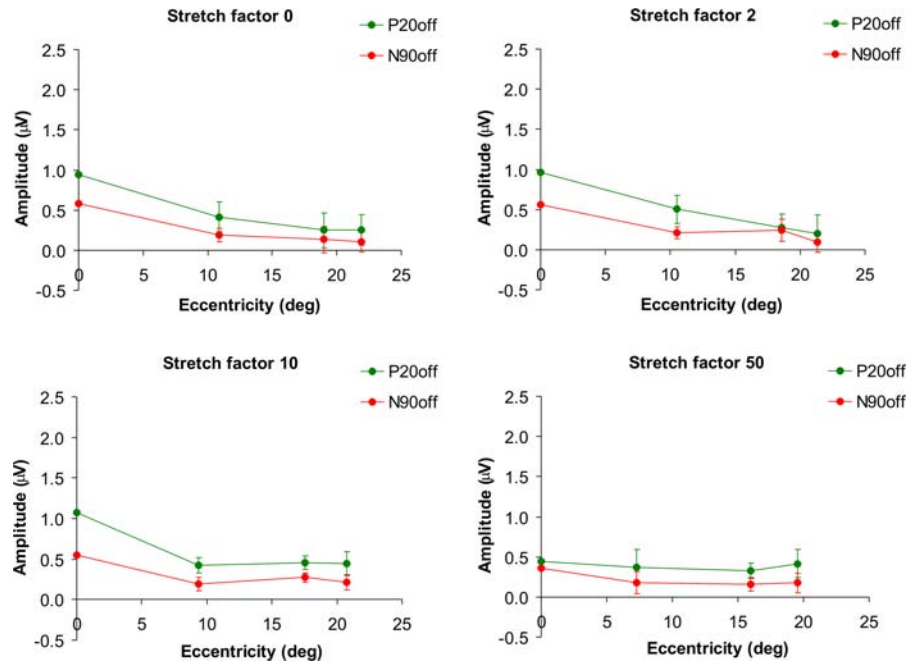 Stretch factor 0
P20off
N90off
2.5
2.0
1.5
1.0
0.5
0.0
-0.5
0 5 10 15 20 25
Amplitude (μV)
Eccentricity (deg)
Stretch factor 2
P20off
N90off
2.5
2.0
1.5
1.0
0.5
0.0
-0.5
0 5 10 15 20 25
Amplitude (μV)
Eccentricity (deg)
Stretch factor 10
P20off
N90off
2.5
2.0
1.5
1.0
0.5
0.0
-0.5
0 5 10 15 20 25
Amplitude (μV)
Eccentricity (deg)
Stretch factor 50
P20off
N90off
2.5
2.0
1.5
1.0
0.5
0.0
-0.5
0 5 10 15 20 25
Amplitude (μV)
Eccentricity (deg)